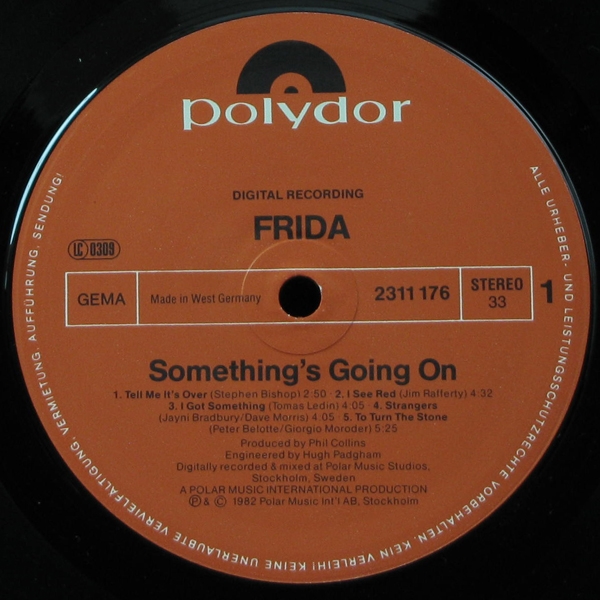 polydor
DIGITAL RECORDING
FRIDA
LC 0309
GEMA
Made in West Germany
2311 176
STEREO
33
1
Something's Going On
1. Tell Me It's Over (Stephen Bishop) 2:50 · 2. I See Red (Jim Rafferty) 4:32
3. I Got Something (Tomas Ledin) 4:05 · 4. Strangers
(Jayni Bradbury/Dave Morris) 4:05 · 5. To Turn The Stone
(Peter Belotte/Giorgio Moroder) 5:25
Produced by Phil Collins
Engineered by Hugh Padgham
Digitally recorded & mixed at Polar Music Studios,
Stockholm, Sweden
A POLAR MUSIC INTERNATIONAL PRODUCTION
℗ & © 1982 Polar Music Int'l AB, Stockholm
ALLE URHEBER- UND LEISTUNGSSCHUTZRECHTE VORBEHALTEN. KEIN VERLEIH! KEINE UNERLAUBTE VERVIELFÄLTIGUNG, VERMIETUNG, AUFFÜHRUNG, SENDUNG!